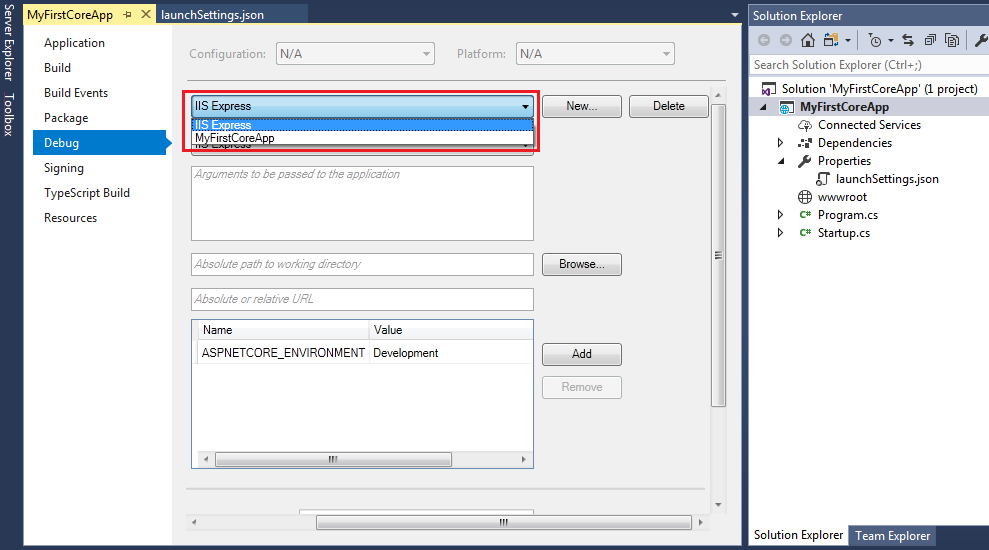 Server Explorer
Toolbox
MyFirstCoreApp
launchSettings.json
Application
Build
Build Events
Package
Debug
Signing
TypeScript Build
Resources
Configuration: N/A Platform: N/A
IIS Express New... Delete
IIS Express
MyFirstCoreApp
IIS Express
Arguments to be passed to the application
Absolute path to working directory Browse...
Absolute or relative URL
Name Value
ASPNETCORE_ENVIRONMENT Development
Add
Remove
Solution Explorer
Search Solution Explorer (Ctrl+;)
Solution 'MyFirstCoreApp' (1 project)
MyFirstCoreApp
Connected Services
Dependencies
Properties
launchSettings.json
wwwroot
C# Program.cs
C# Startup.cs
Solution Explorer Team Explorer